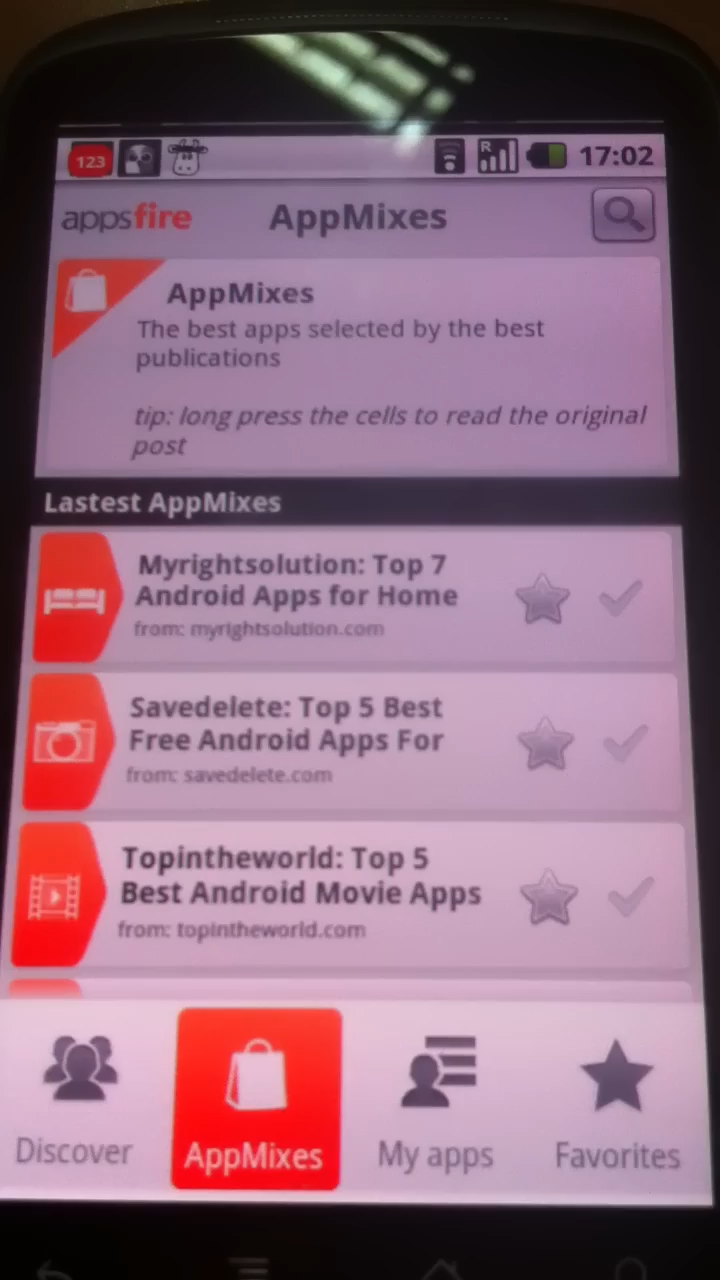 123
R
17:02
appsfire
AppMixes
AppMixes
The best apps selected by the best
publications
tip: long press the cells to read the original
post
Lastest AppMixes
Myrightsolution: Top 7
Android Apps for Home
from: myrightsolution.com
Savedelete: Top 5 Best
Free Android Apps For
from: savedelete.com
Topintheworld: Top 5
Best Android Movie Apps
from: topintheworld.com
Discover
AppMixes
My apps
Favorites